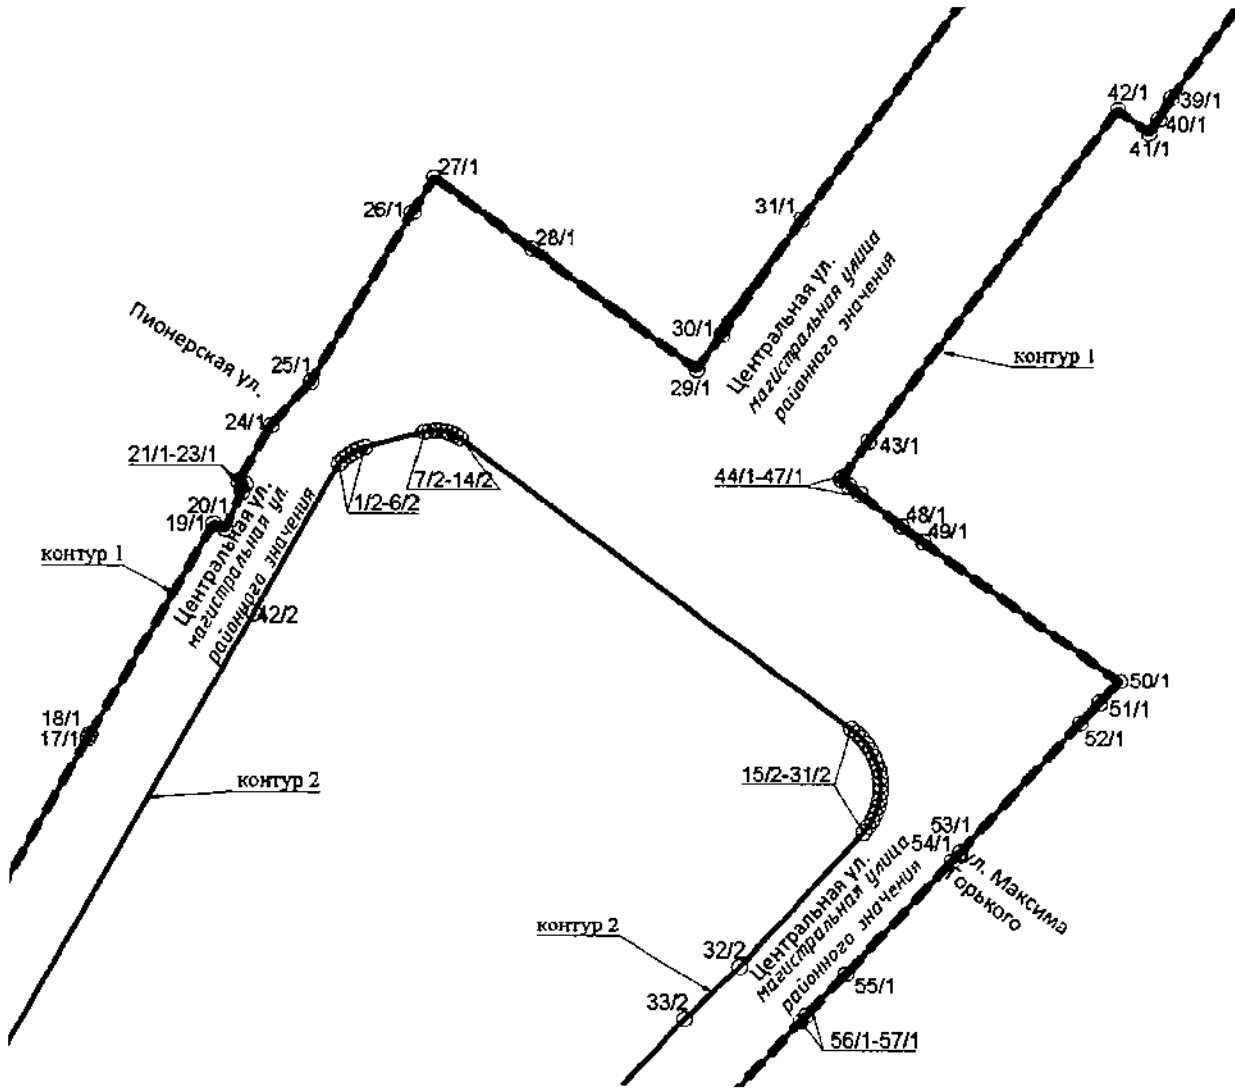 42/1
39/1
40/1
41/1
27/1
26/1
31/1
28/1
Центральная ул.
магистральная улица
районного значения
30/1
29/1
контур 1
Пионерская ул.
25/1
24/1
43/1
21/1-23/1
7/2-14/2
44/1-47/1
1/2-6/2
20/1
19/1
48/1
49/1
контур 1
Центральная ул.
магистральная ул.
районного значения
42/2
50/1
51/1
52/1
18/1
17/1
контур 2
15/2-31/2
53/1
54/1
ул. Максима
Горького
Центральная ул.
магистральная улица
районного значения
контур 2
32/2
33/2
55/1
56/1-57/1